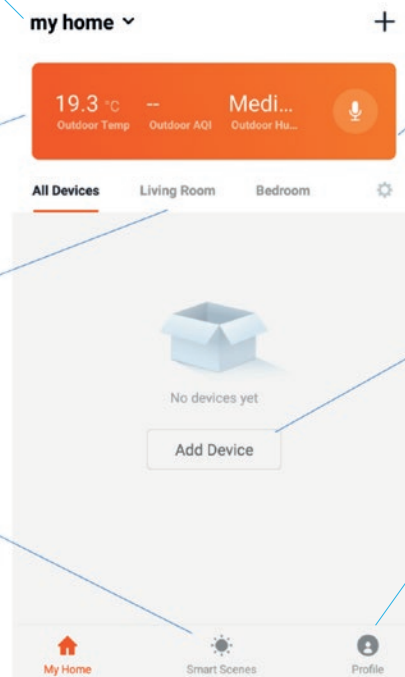 my home
19.3 °C -- Medi...
Outdoor Temp Outdoor AQI Outdoor Hu...
All Devices Living Room Bedroom
No devices yet
Add Device
My Home Smart Scenes Profile